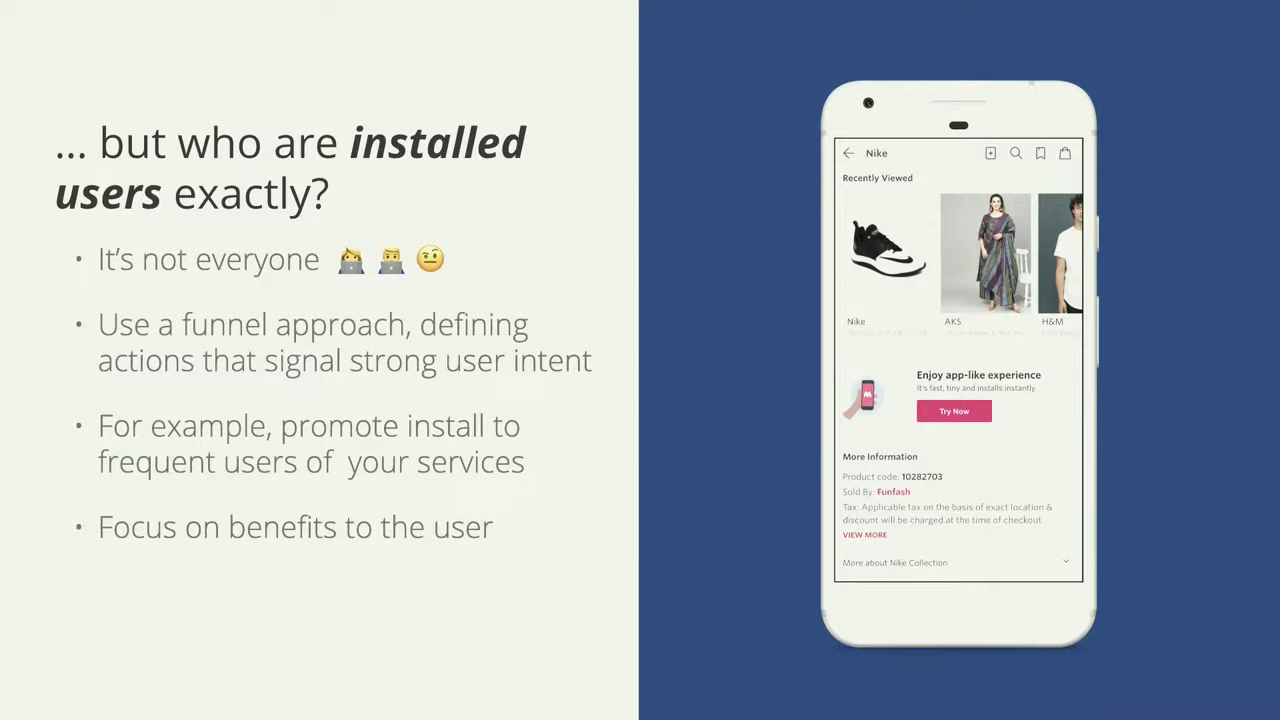 ... but who are installed
users exactly?
• It’s not everyone 👩‍💻 👨‍💻 🤨
• Use a funnel approach, defining
actions that signal strong user intent
• For example, promote install to
frequent users of your services
• Focus on benefits to the user
Nike
Recently Viewed
Nike
AKS
H&M
Enjoy app-like experience
It's fast, tiny and installs instantly
Try Now
More Information
Product code: 10282703
Sold By: Funfash
Tax: Applicable tax on the basis of exact location &
discount will be charged at the time of checkout
VIEW MORE
More about Nike Collection